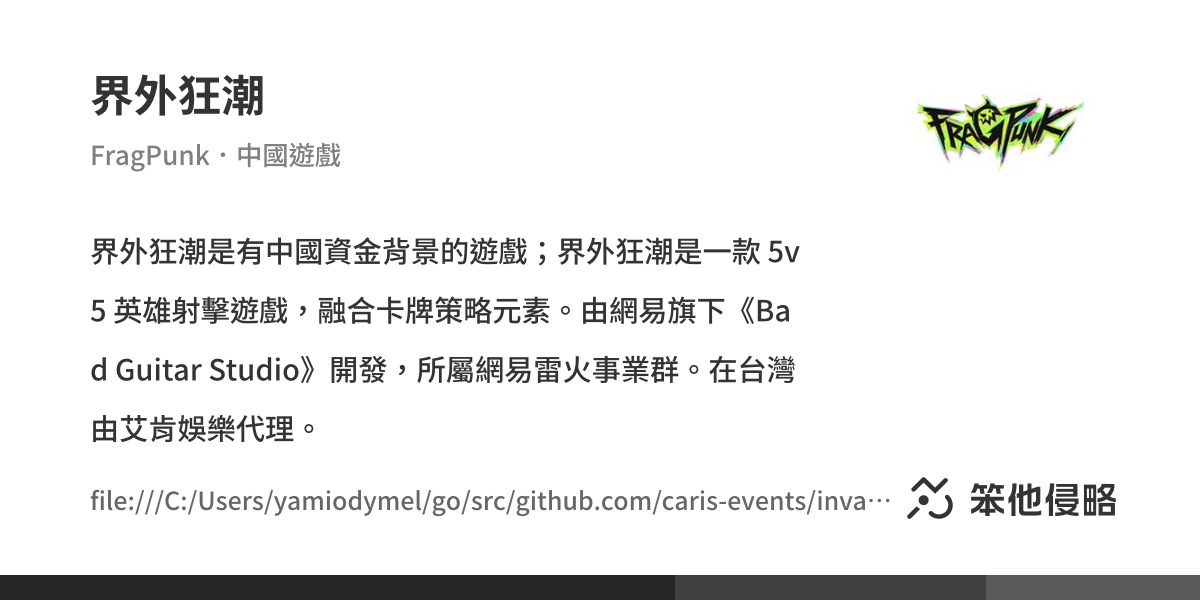 界外狂潮
FragPunk・中國遊戲
FRAGPUNK
界外狂潮是有中國資金背景的遊戲；界外狂潮是一款 5v
5 英雄射擊遊戲，融合卡牌策略元素。由網易旗下《Ba
d Guitar Studio》開發，所屬網易雷火事業群。在台灣
由艾肯娛樂代理。
file:///C:/Users/yamiodymel/go/src/github.com/caris-events/inva…
笨他侵略